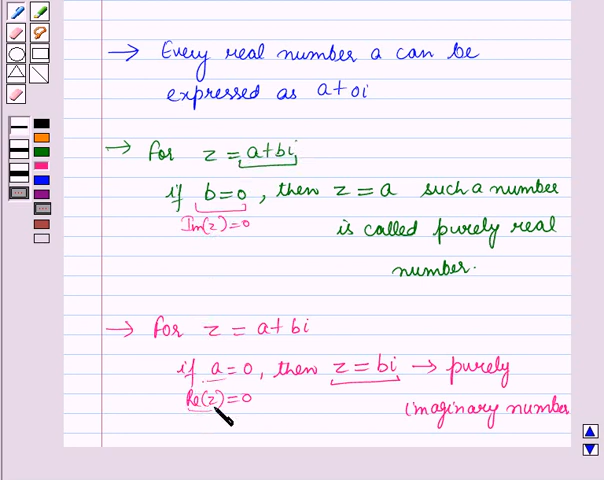 → Every real number a can be
expressed as a+0i
→ for z = a+bi,
if b=0, then z = a such a number
Im(z)=0 is called purely real
number.
→ for z = a+bi
if a=0, then z = bi → purely
Re(z)=0 imaginary number